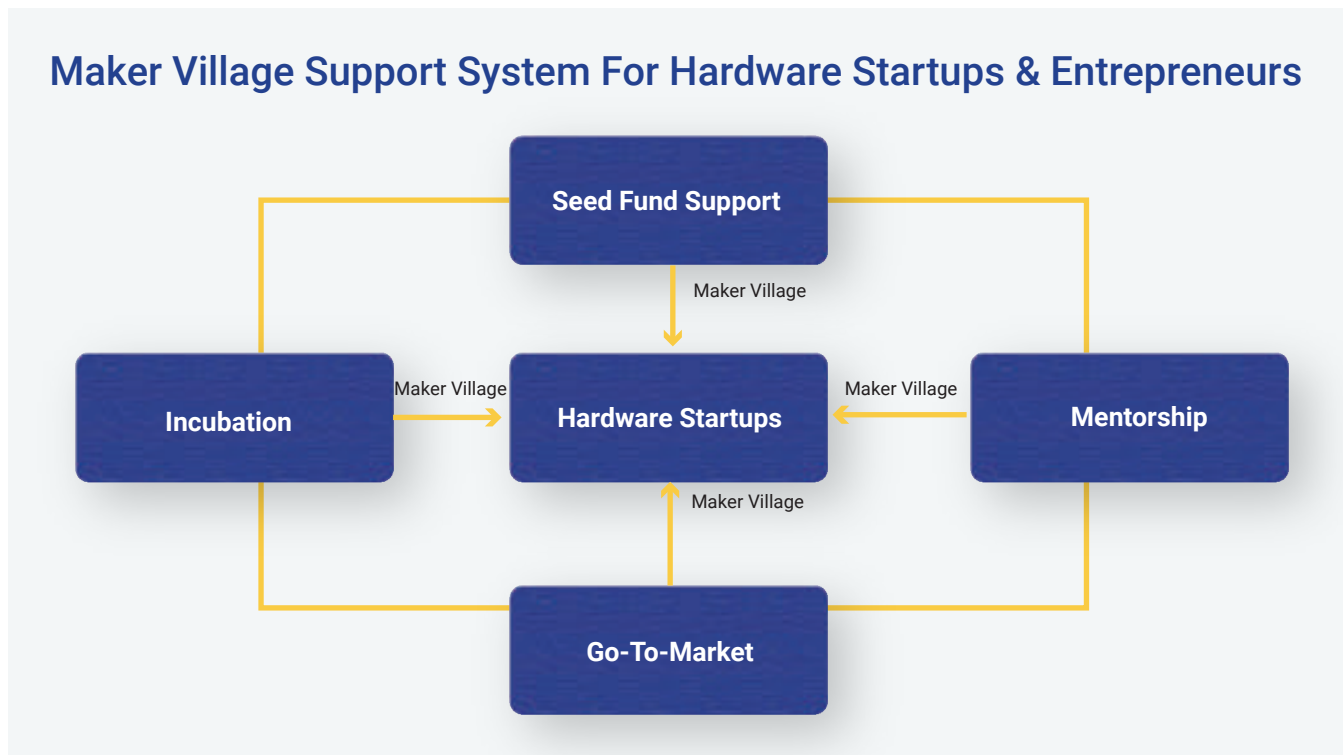 Maker Village Support System For Hardware Startups & Entrepreneurs
Seed Fund Support
Maker Village
Incubation
Maker Village
Hardware Startups
Maker Village
Mentorship
Maker Village
Go-To-Market